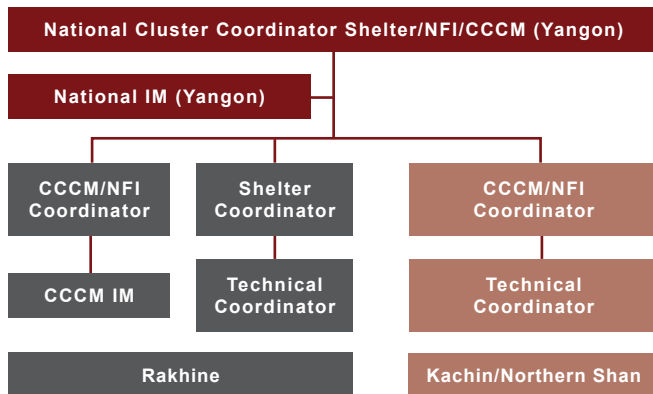 National Cluster Coordinator Shelter/NFI/CCCM (Yangon)
National IM (Yangon)
CCCM/NFI
Coordinator
Shelter
Coordinator
CCCM/NFI
Coordinator
CCCM IM
Technical
Coordinator
Technical
Coordinator
Rakhine
Kachin/Northern Shan